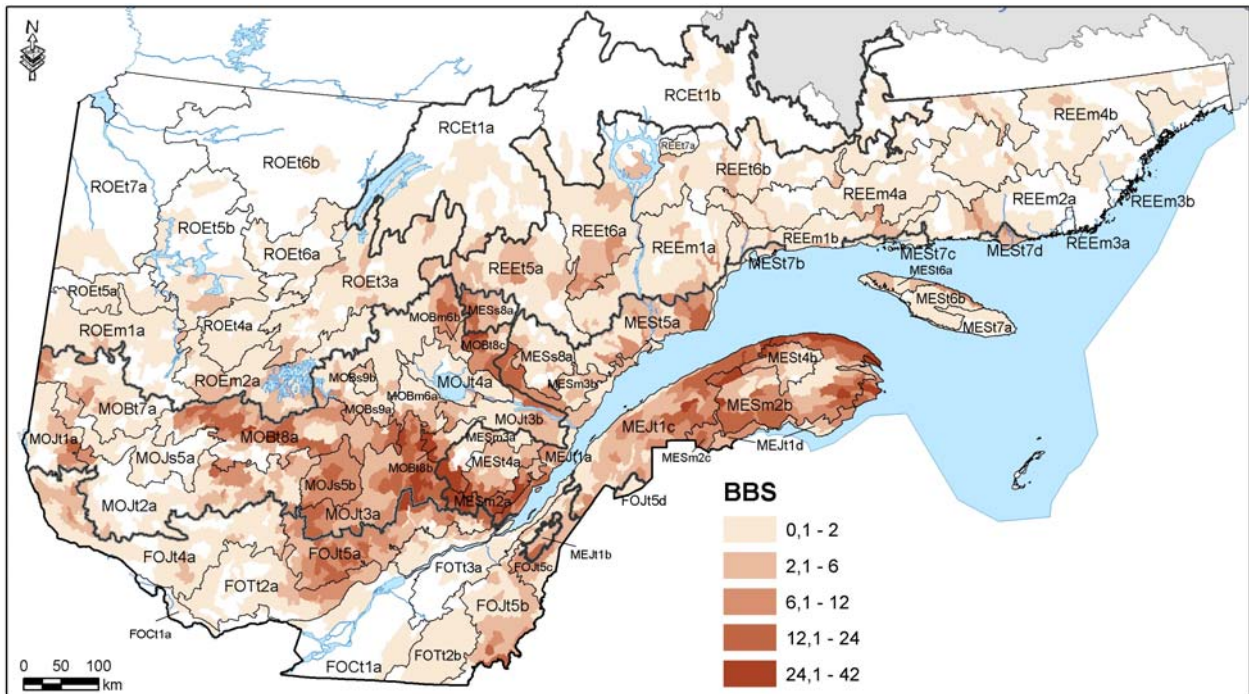 N
RCEt1b
RCEt1a
REEm4b
REEt7a
ROEt6b
REEt6b
ROEt7a
REEm4a
REEm2a
REEm3b
ROEt5b
REEt6a
ROEt6a
REEm1a
REEm1b
REEm3a
MESt7c
MESt7d
MESt7b
REEt5a
MESt6a
ROEt3a
MESt6b
ROEt5a
MESs8a
MOBm6b
MESt5a
MESt7a
ROEm1a
ROEt4a
MOBt8c
MESs8a
MESt4b
ROEm2a
MOBs9b
MOJt4a
MESm3b
MOBm6a
MOBt7a
MOBs9a
MOJt3b
MESm2b
MEJt1c
MOJt1a
MOBt8a
MESm3a
MEJt1a
MEJt1d
MOJs5a
MESt4a
MESm2c
MOBt8b
MOJs5b
FOJt5d
MOJt2a
MESm2a
MOJt3a
BBS
FOJt4a
FOJt5a
MEJt1b
FOTt3a
FOJt5c
FOTt2a
FOJt5b
FOCt1a
FOTt2b
FOCt1a
0,1 - 2
2,1 - 6
6,1 - 12
12,1 - 24
24,1 - 42
0 50 100
km